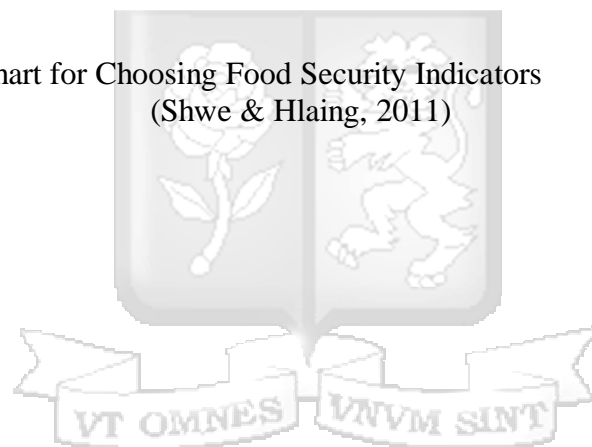 hart for Choosing Food Security Indicators
(Shwe & Hlaing, 2011)
VT OMNES VNVM SINT